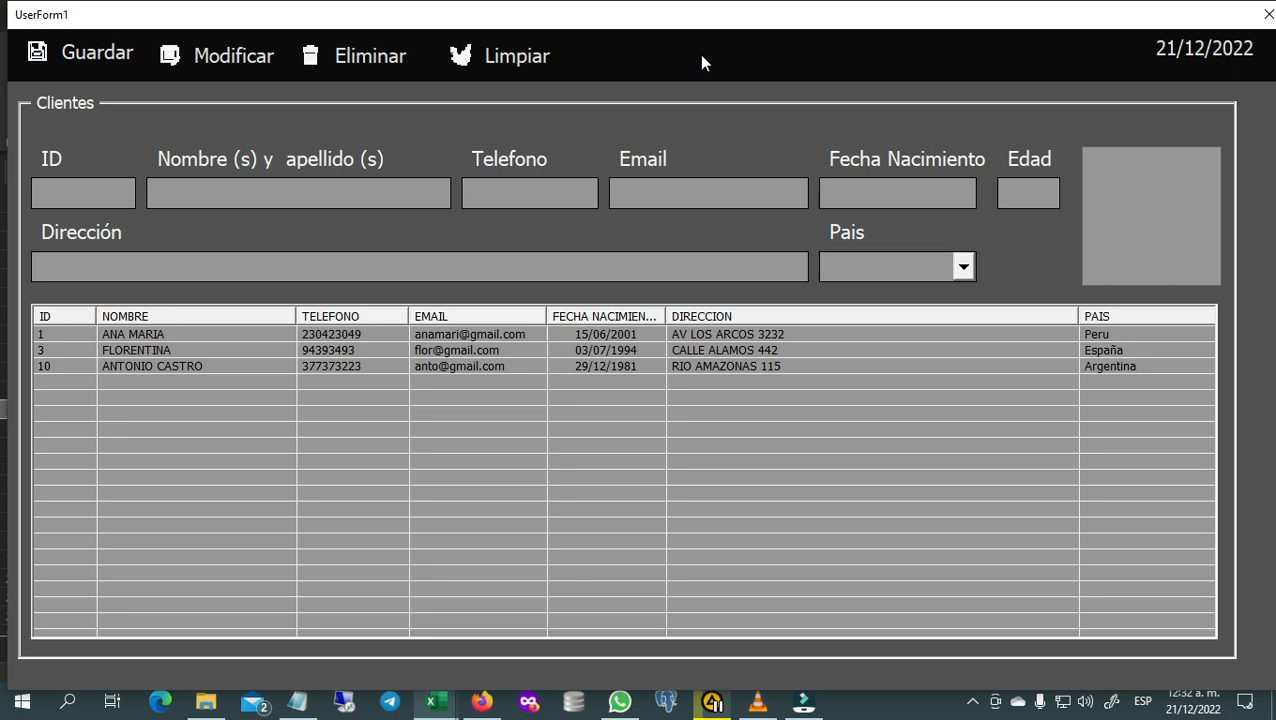 UserForm1
Guardar Modificar Eliminar Limpiar 21/12/2022
Clientes
ID Nombre (s) y apellido (s) Telefono Email Fecha Nacimiento Edad
Dirección Pais
ID NOMBRE TELEFONO EMAIL FECHA NACIMIEN... DIRECCION PAIS
1 ANA MARIA 230423049 anamari@gmail.com 15/06/2001 AV LOS ARCOS 3232 Peru
3 FLORENTINA 94393493 flor@gmail.com 03/07/1994 CALLE ALAMOS 442 España
10 ANTONIO CASTRO 377373223 anto@gmail.com 29/12/1981 RIO AMAZONAS 115 Argentina
2 ESP 12:32 a. m.
21/12/2022